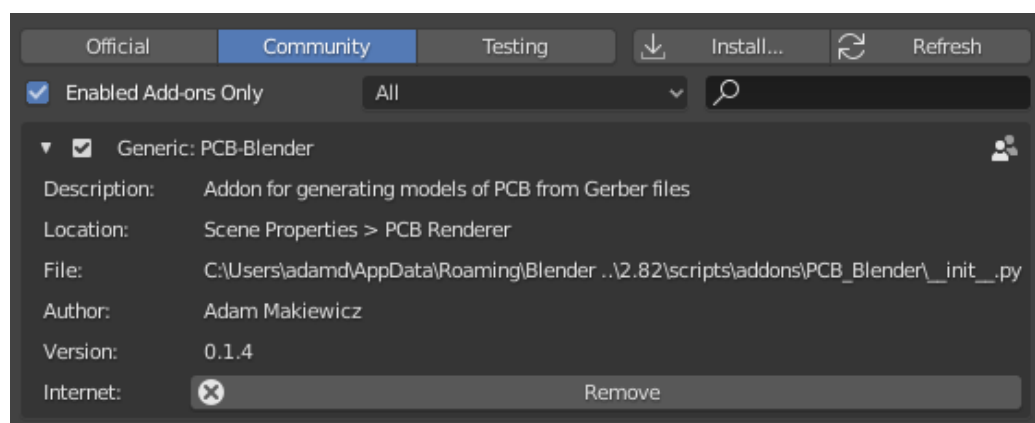 Official Community Testing Install... Refresh
Enabled Add-ons Only All
Generic: PCB-Blender
Description: Addon for generating models of PCB from Gerber files
Location: Scene Properties > PCB Renderer
File: C:\Users\adamd\AppData\Roaming\Blender ..\2.82\scripts\addons\PCB_Blender\__init__.py
Author: Adam Makiewicz
Version: 0.1.4
Internet: Remove